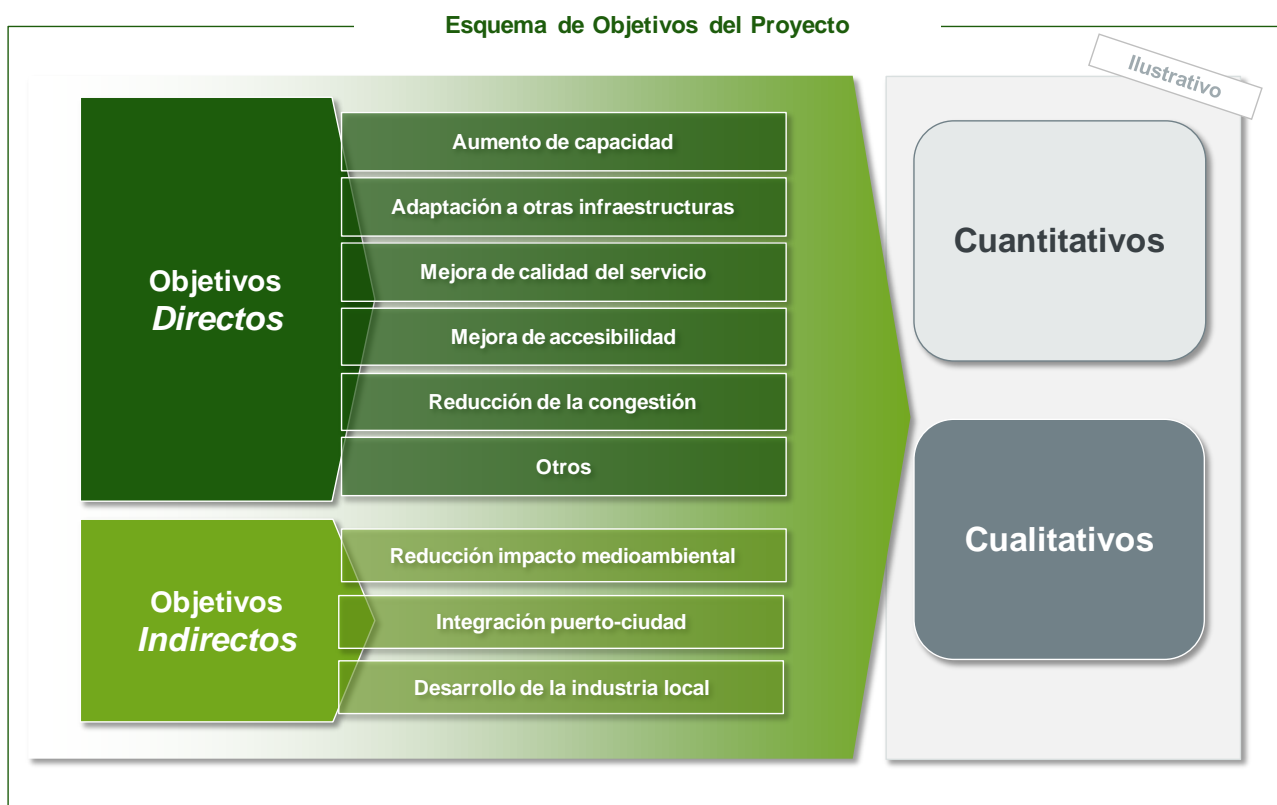 Esquema de Objetivos del Proyecto
Ilustrativo
Objetivos
Directos
Aumento de capacidad
Adaptación a otras infraestructuras
Mejora de calidad del servicio
Mejora de accesibilidad
Reducción de la congestión
Otros
Objetivos
Indirectos
Reducción impacto medioambiental
Integración puerto-ciudad
Desarrollo de la industria local
Cuantitativos
Cualitativos